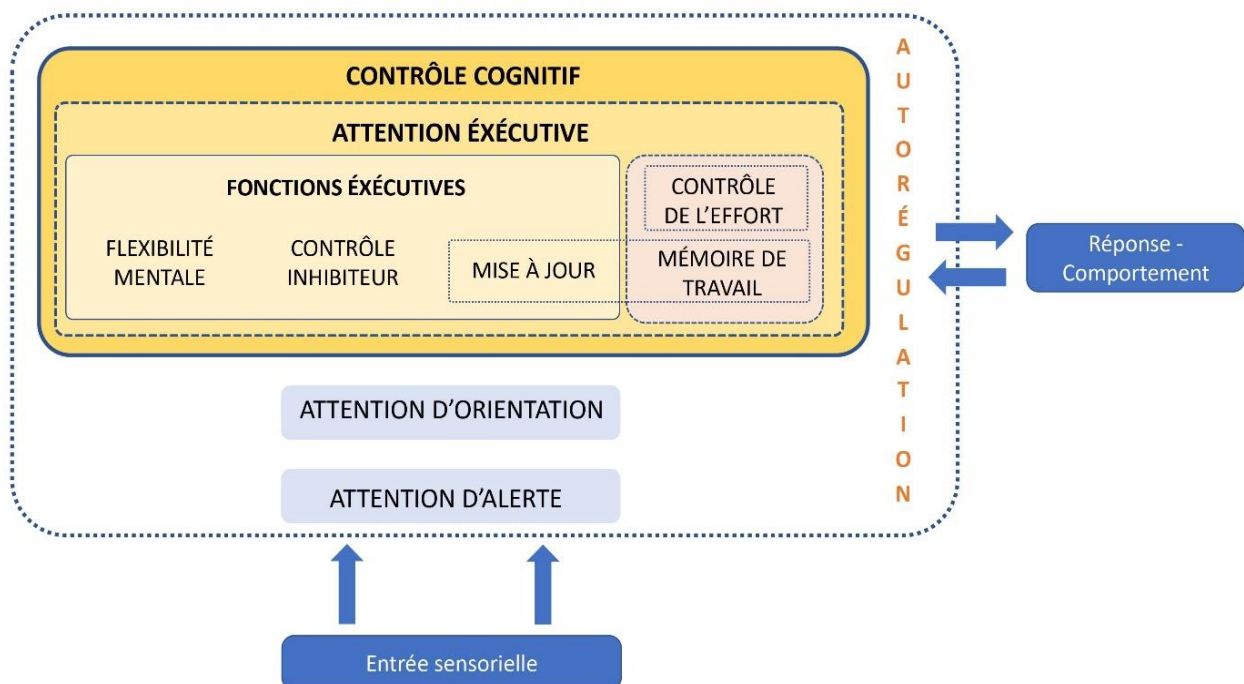 CONTRÔLE COGNITIF
ATTENTION ÉXÉCUTIVE
FONCTIONS ÉXÉCUTIVES
FLEXIBILITÉ
MENTALE
CONTRÔLE
INHIBITEUR
MISE À JOUR
CONTRÔLE
DE L’EFFORT
MÉMOIRE DE
TRAVAIL
AUTORÉGULATION
Réponse -
Comportement
ATTENTION D’ORIENTATION
ATTENTION D’ALERTE
Entrée sensorielle